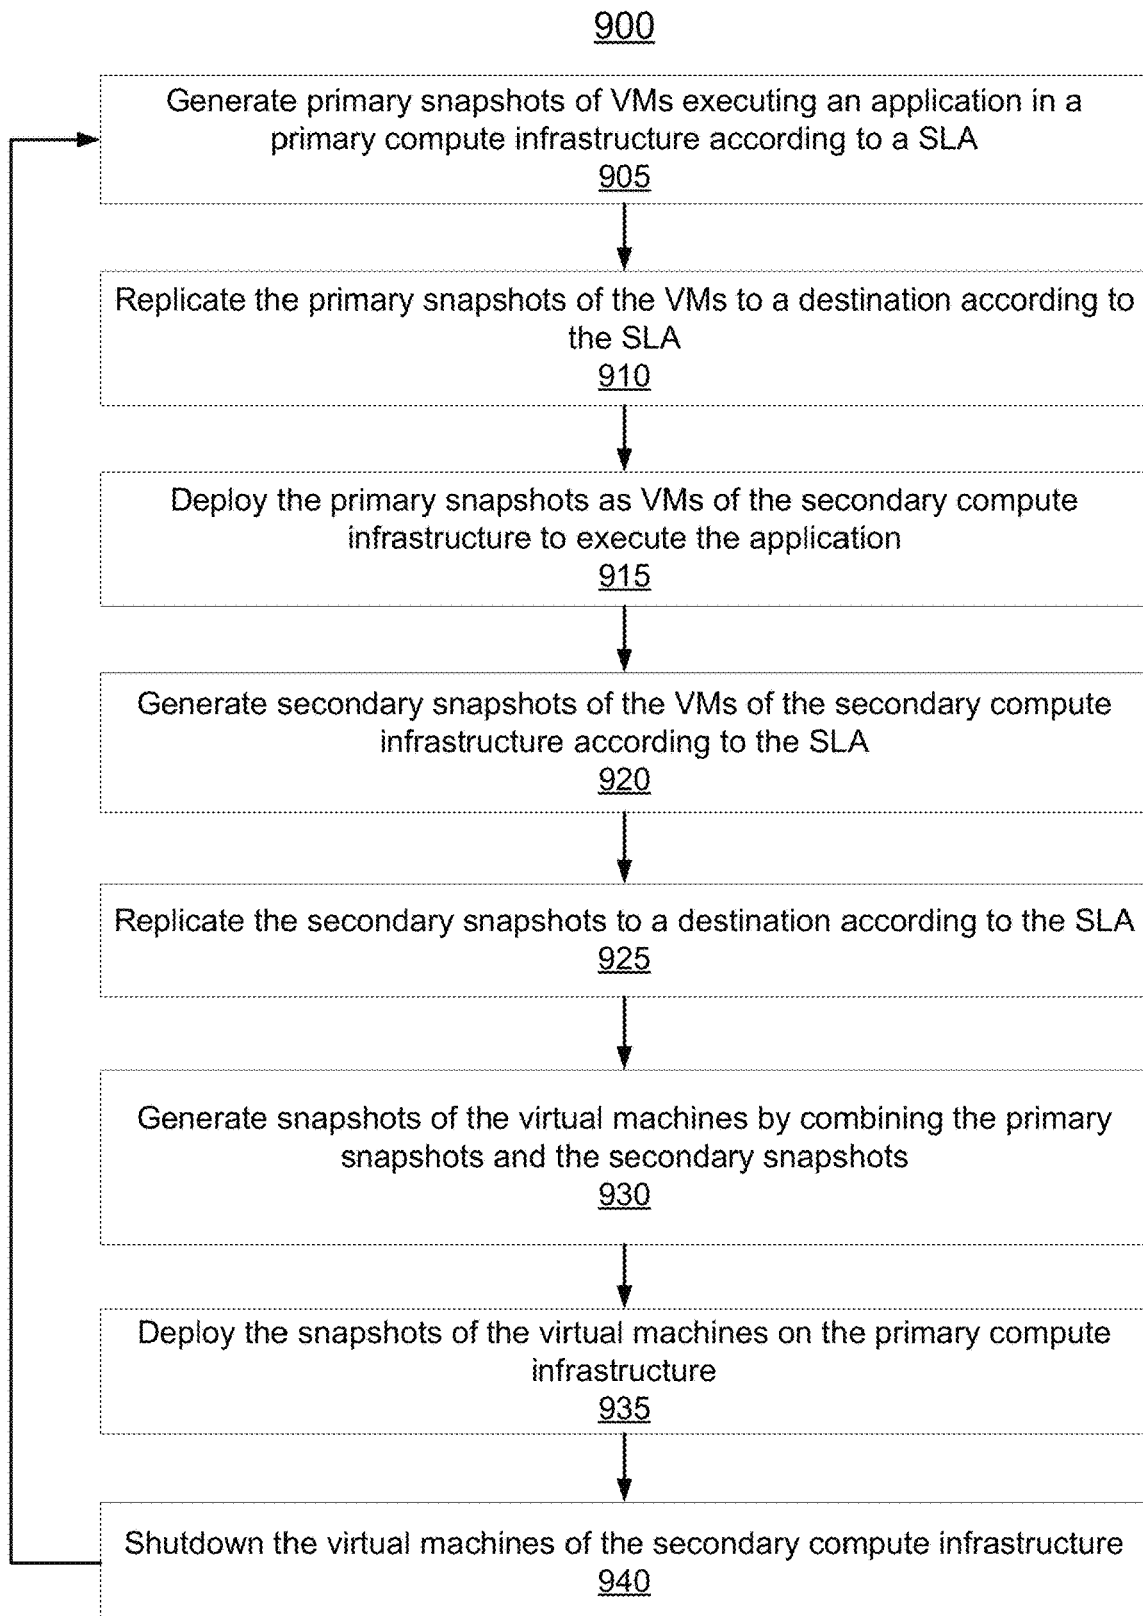 900
Generate primary snapshots of VMs executing an application in a
primary compute infrastructure according to a SLA
905
Replicate the primary snapshots of the VMs to a destination according to
the SLA
910
Deploy the primary snapshots as VMs of the secondary compute
infrastructure to execute the application
915
Generate secondary snapshots of the VMs of the secondary compute
infrastructure according to the SLA
920
Replicate the secondary snapshots to a destination according to the SLA
925
Generate snapshots of the virtual machines by combining the primary
snapshots and the secondary snapshots
930
Deploy the snapshots of the virtual machines on the primary compute
infrastructure
935
Shutdown the virtual machines of the secondary compute infrastructure
940